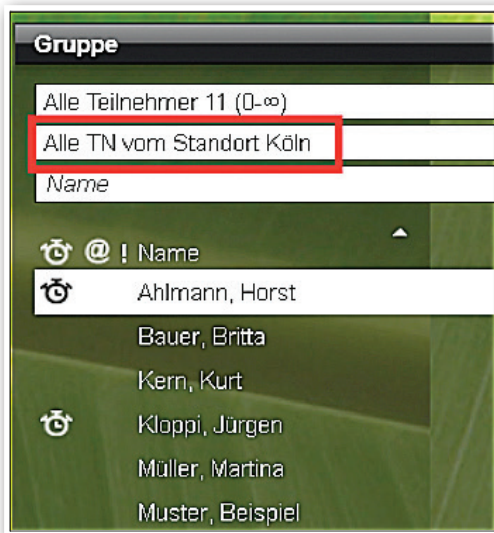 Gruppe
Alle Teilnehmer 11 (0-∞)
Alle TN vom Standort Köln
Name
@ ! Name
Ahlmann, Horst
Bauer, Britta
Kern, Kurt
Kloppi, Jürgen
Müller, Martina
Muster, Beispiel